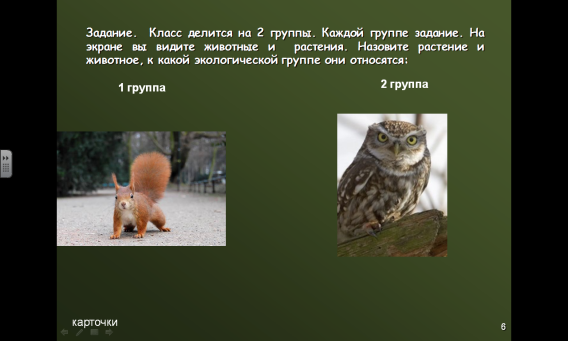 Задание. Класс делится на 2 группы. Каждой группе задание. На
экране вы видите животные и растения. Назовите растение и
животное, к какой экологической группе они относятся:
1 группа
2 группа
карточки
6